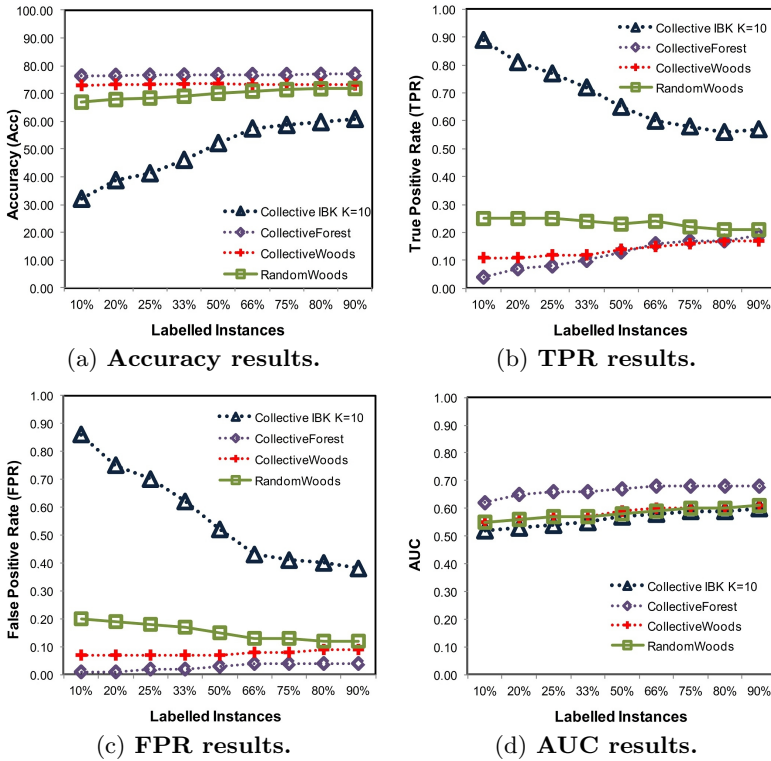 100.00
90.00
80.00
70.00
60.00
50.00
40.00
30.00
20.00
10.00
0.00
Accuracy (Acc)
Collective IBK K=10
CollectiveForest
CollectiveWoods
RandomWoods
10% 20% 25% 33% 50% 66% 75% 80% 90%
Labelled Instances
(a) Accuracy results.
1.00
0.90
0.80
0.70
0.60
0.50
0.40
0.30
0.20
0.10
0.00
True Positive Rate (TPR)
Collective IBK K=10
CollectiveForest
CollectiveWoods
RandomWoods
10% 20% 25% 33% 50% 66% 75% 80% 90%
Labelled Instances
(b) TPR results.
1.00
0.90
0.80
0.70
0.60
0.50
0.40
0.30
0.20
0.10
0.00
False Positive Rate (FPR)
Collective IBK K=10
CollectiveForest
CollectiveWoods
RandomWoods
10% 20% 25% 33% 50% 66% 75% 80% 90%
Labelled Instances
(c) FPR results.
1.00
0.90
0.80
0.70
0.60
0.50
0.40
0.30
0.20
0.10
0.00
AUC
Collective IBK K=10
CollectiveForest
CollectiveWoods
RandomWoods
10% 20% 25% 33% 50% 66% 75% 80% 90%
Labelled Instances
(d) AUC results.